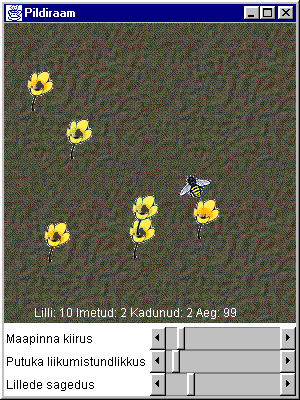 Pildiraam
Lilli: 10 Imetud: 2 Kadunud: 2 Aeg: 99
Maapinna kiirus
Putuka liikumistundlikkus
Lillede sagedus